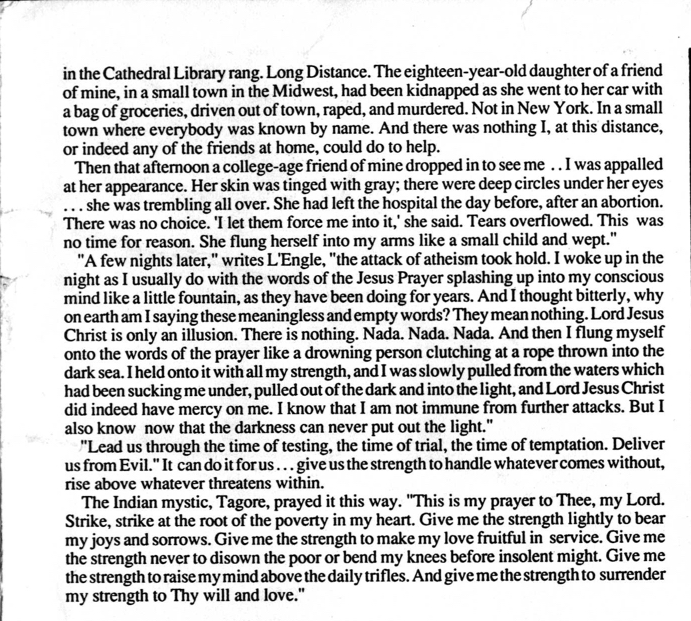 in the Cathedral Library rang. Long Distance. The eighteen-year-old daughter of a friend
of mine, in a small town in the Midwest, had been kidnapped as she went to her car with
a bag of groceries, driven out of town, raped, and murdered. Not in New York. In a small
town where everybody was known by name. And there was nothing I, at this distance,
or indeed any of the friends at home, could do to help.
Then that afternoon a college-age friend of mine dropped in to see me . . I was appalled
at her appearance. Her skin was tinged with gray; there were deep circles under her eyes
. . . she was trembling all over. She had left the hospital the day before, after an abortion.
There was no choice. 'I let them force me into it,' she said. Tears overflowed. This was
no time for reason. She flung herself into my arms like a small child and wept."
"A few nights later," writes L'Engle, "the attack of atheism took hold. I woke up in the
night as I usually do with the words of the Jesus Prayer splashing up into my conscious
mind like a little fountain, as they have been doing for years. And I thought bitterly, why
on earth am I saying these meaningless and empty words? They mean nothing. Lord Jesus
Christ is only an illusion. There is nothing. Nada. Nada. Nada. And then I flung myself
onto the words of the prayer like a drowning person clutching at a rope thrown into the
dark sea. I held onto it with all my strength, and I was slowly pulled from the waters which
had been sucking me under, pulled out of the dark and into the light, and Lord Jesus Christ
did indeed have mercy on me. I know that I am not immune from further attacks. But I
also know now that the darkness can never put out the light."
"Lead us through the time of testing, the time of trial, the time of temptation. Deliver
us from Evil." It can do it for us . . . give us the strength to handle whatever comes without,
rise above whatever threatens within.
The Indian mystic, Tagore, prayed it this way. "This is my prayer to Thee, my Lord.
Strike, strike at the root of the poverty in my heart. Give me the strength lightly to bear
my joys and sorrows. Give me the strength to make my love fruitful in service. Give me
the strength never to disown the poor or bend my knees before insolent might. Give me
the strength to raise my mind above the daily trifles. And give me the strength to surrender
my strength to Thy will and love."